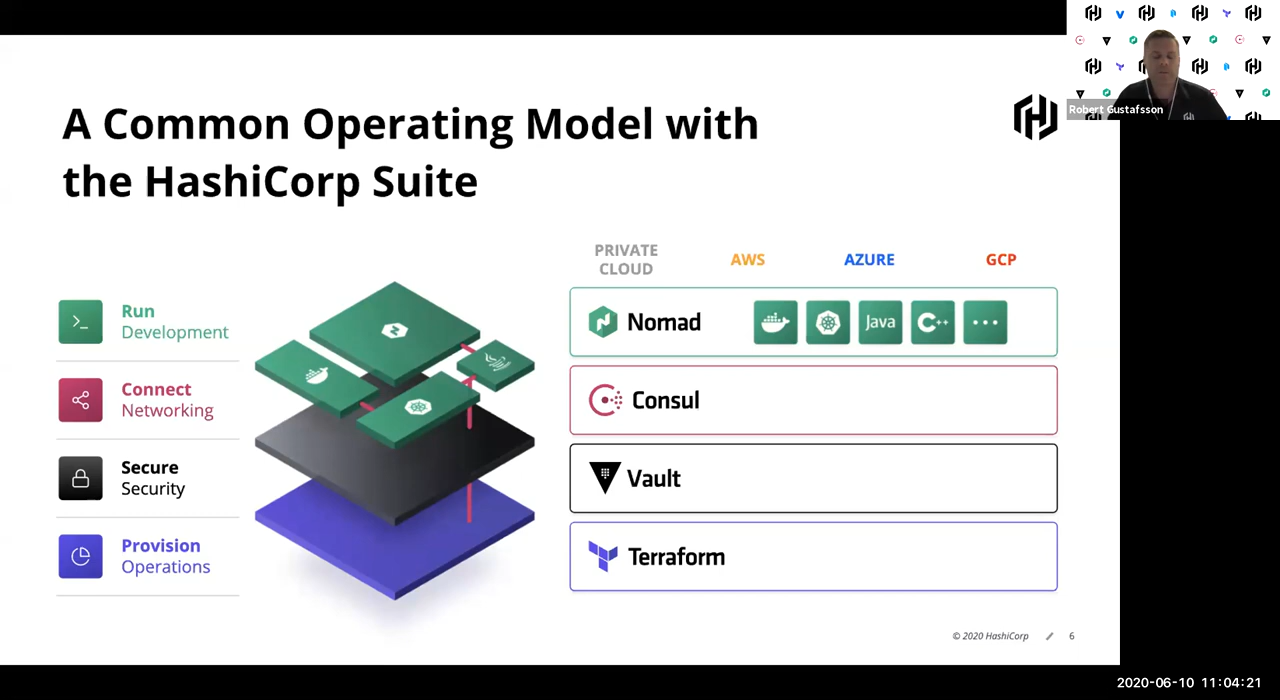 Robert Gustafsson
A Common Operating Model with
the HashiCorp Suite
PRIVATE
CLOUD
AWS
AZURE
GCP
Run
Development
Nomad
Java
C++
Connect
Networking
Consul
Secure
Security
Vault
Provision
Operations
Terraform
© 2020 HashiCorp
6
2020-06-10 11:04:21